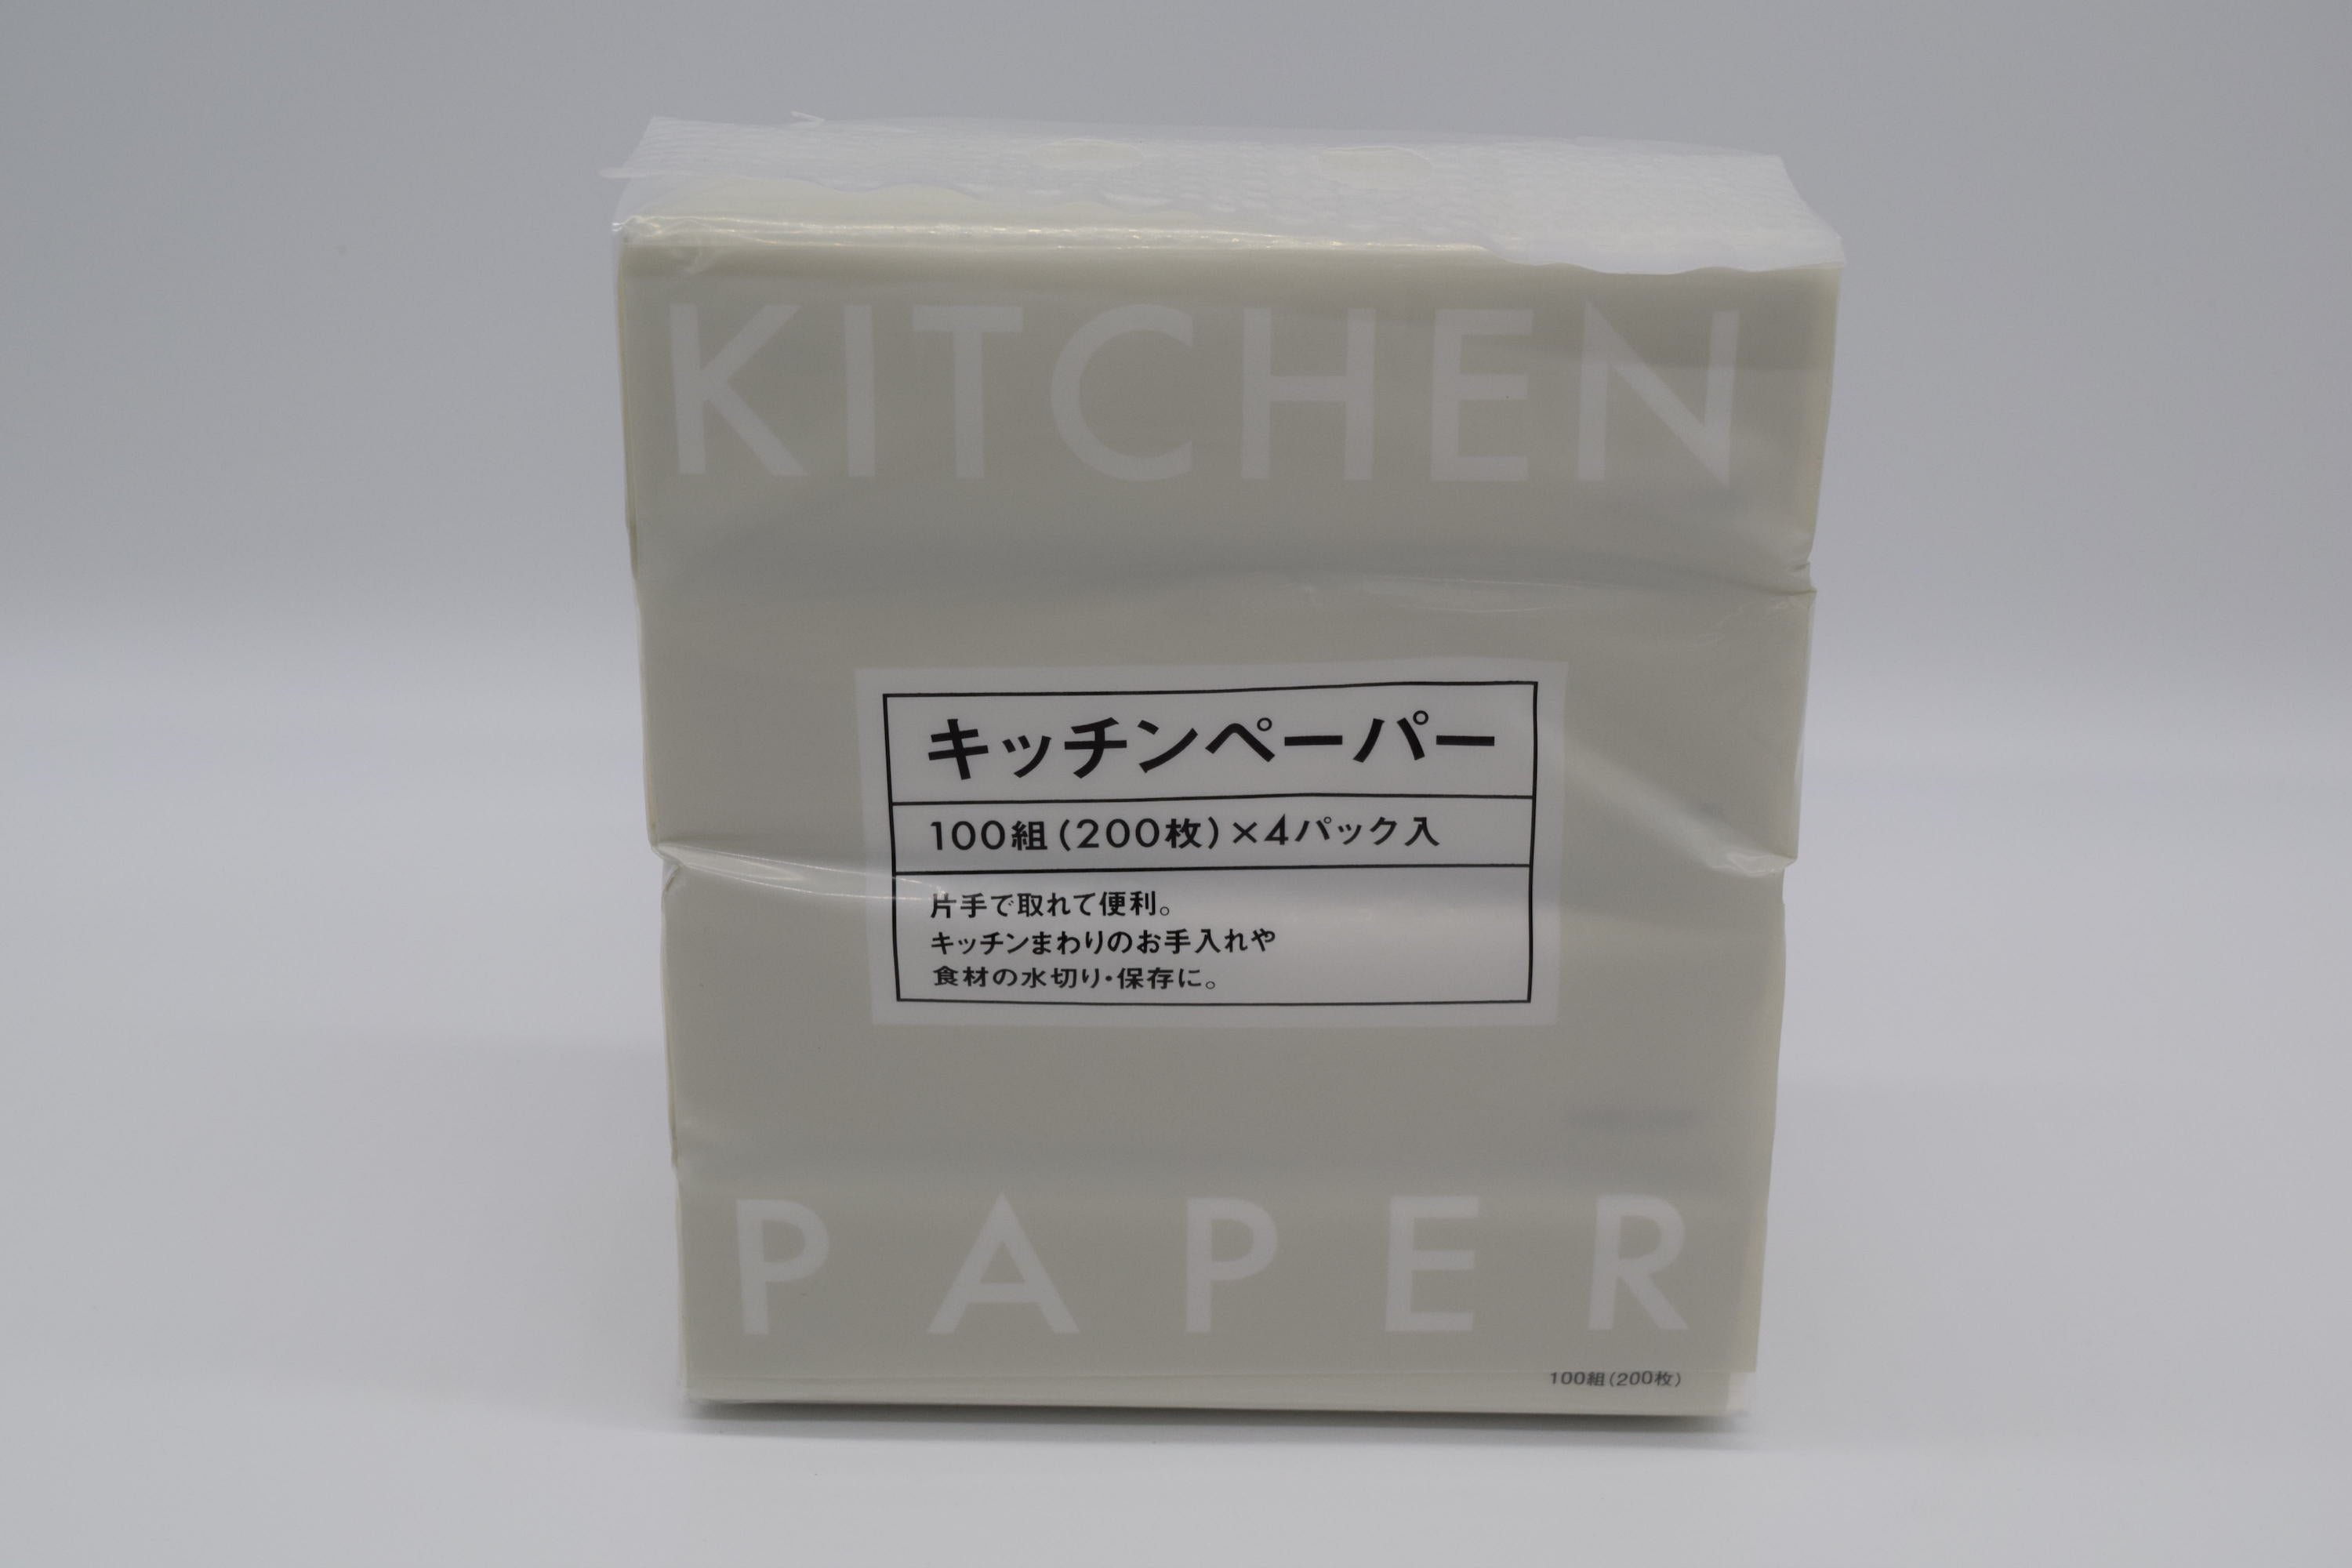 KITCHEN
キッチンペーパー
100組(200枚)×4パック入
片手で取れて便利。
キッチンまわりのお手入れや
食材の水切り・保存に。
PAPER
100組(200枚)